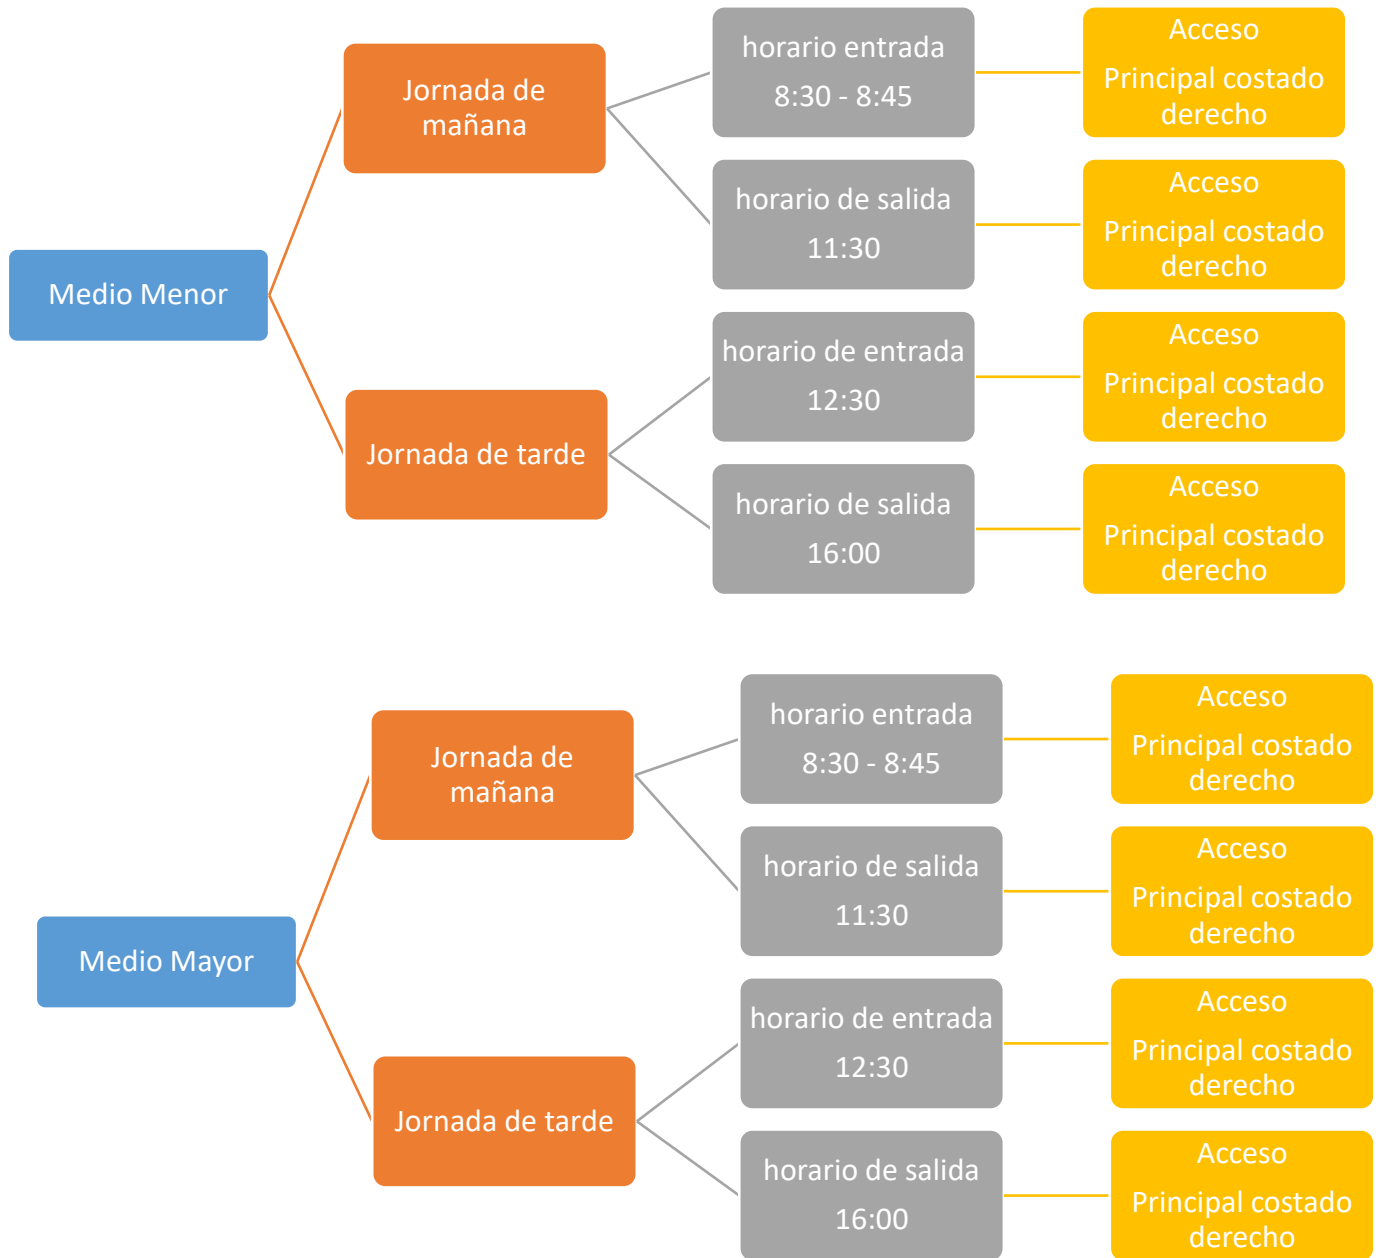 Medio Menor
Jornada de
mañana
horario entrada
8:30 - 8:45
Acceso
Principal costado
derecho
horario de salida
11:30
Acceso
Principal costado
derecho
Jornada de tarde
horario de entrada
12:30
Acceso
Principal costado
derecho
horario de salida
16:00
Acceso
Principal costado
derecho
Medio Mayor
Jornada de
mañana
horario entrada
8:30 - 8:45
Acceso
Principal costado
derecho
horario de salida
11:30
Acceso
Principal costado
derecho
Jornada de tarde
horario de entrada
12:30
Acceso
Principal costado
derecho
horario de salida
16:00
Acceso
Principal costado
derecho